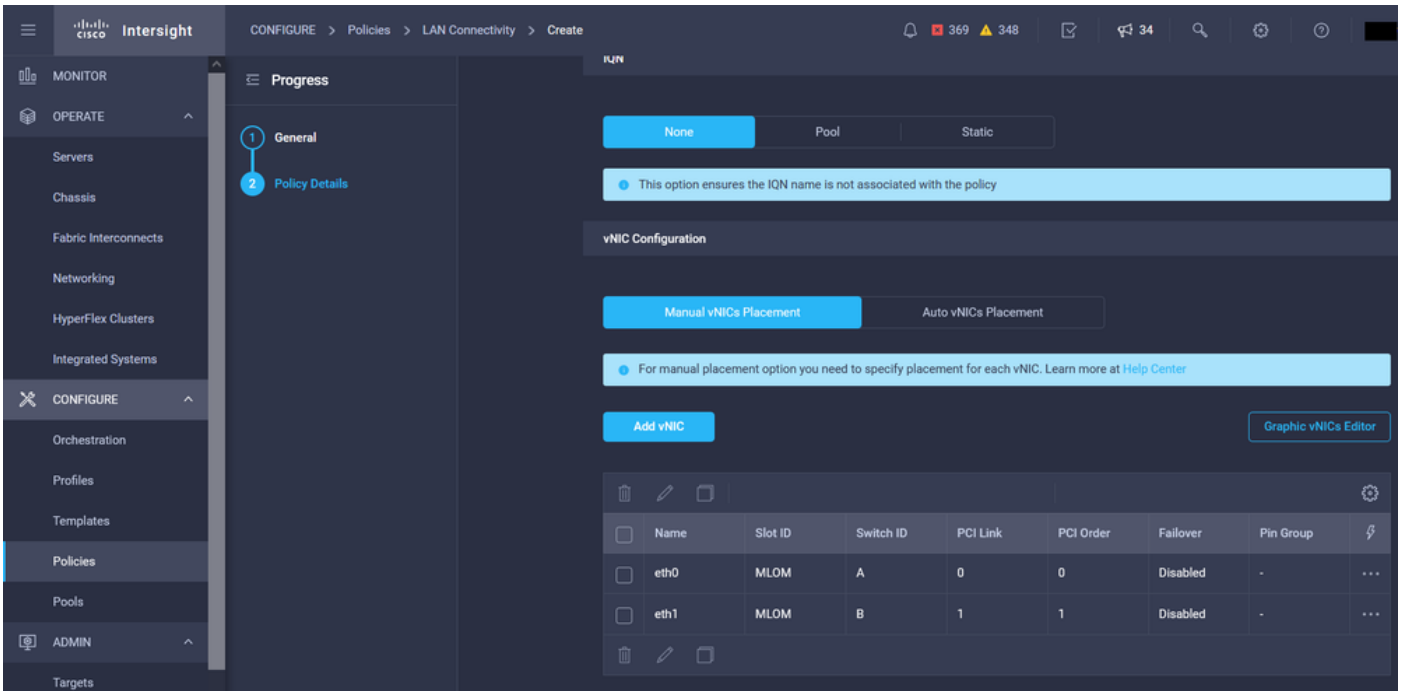 cisco Intersight
CONFIGURE > Policies > LAN Connectivity > Create
369 348 34
MONITOR
OPERATE
Servers
Chassis
Fabric Interconnects
Networking
HyperFlex Clusters
Integrated Systems
CONFIGURE
Orchestration
Profiles
Templates
Policies
Pools
ADMIN
Targets
Progress
1 General
2 Policy Details
IQN
None Pool Static
This option ensures the IQN name is not associated with the policy
vNIC Configuration
Manual vNICs Placement Auto vNICs Placement
For manual placement option you need to specify placement for each vNIC. Learn more at Help Center
Add vNIC Graphic vNICs Editor
Name Slot ID Switch ID PCI Link PCI Order Failover Pin Group
eth0 MLOM A 0 0 Disabled - ...
eth1 MLOM B 1 1 Disabled - ...